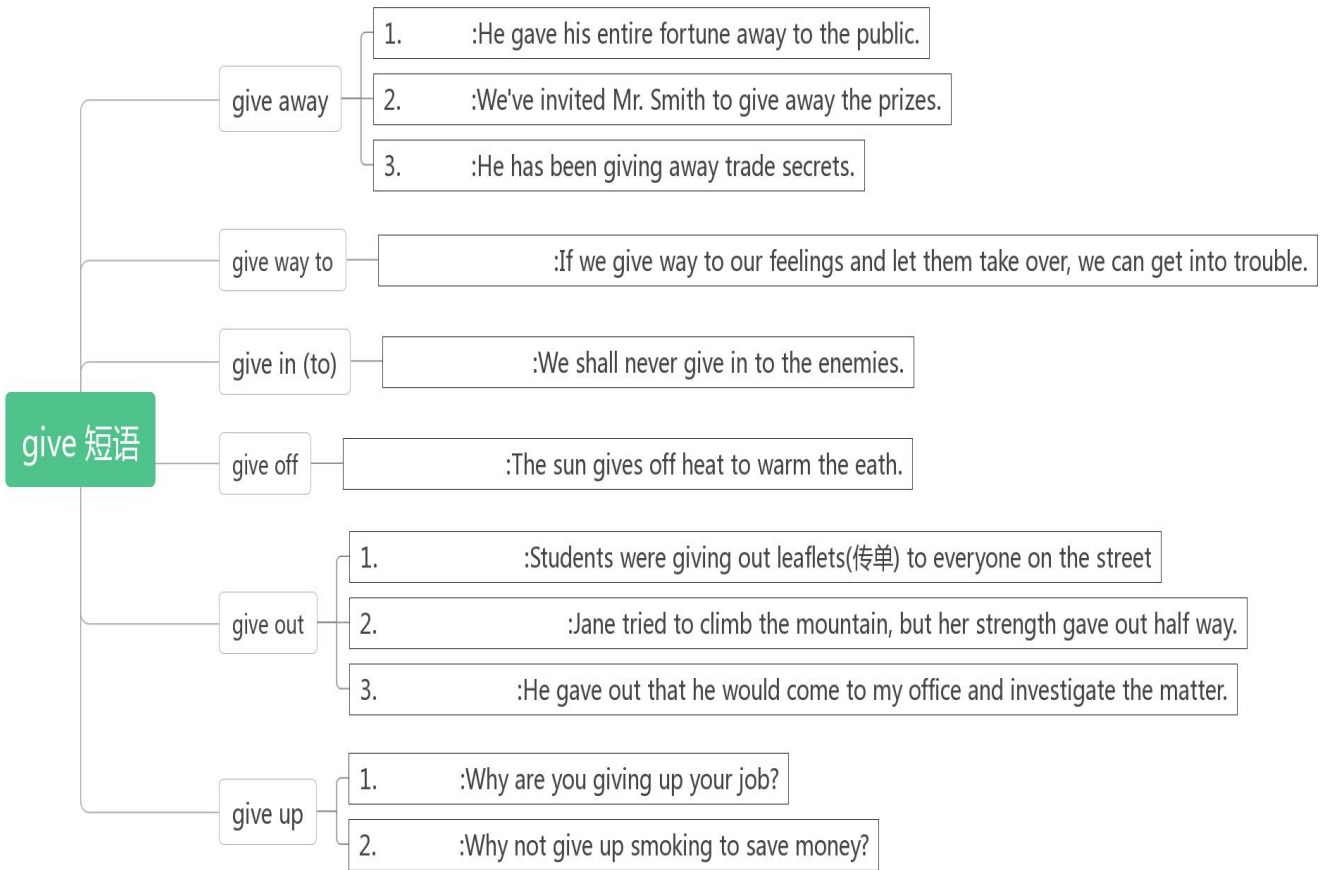 give 短语
give away
1. :He gave his entire fortune away to the public.
2. :We've invited Mr. Smith to give away the prizes.
3. :He has been giving away trade secrets.
give way to
:If we give way to our feelings and let them take over, we can get into trouble.
give in (to)
:We shall never give in to the enemies.
give off
:The sun gives off heat to warm the eath.
give out
1. :Students were giving out leaflets(传单) to everyone on the street
2. :Jane tried to climb the mountain, but her strength gave out half way.
3. :He gave out that he would come to my office and investigate the matter.
give up
1. :Why are you giving up your job?
2. :Why not give up smoking to save money?